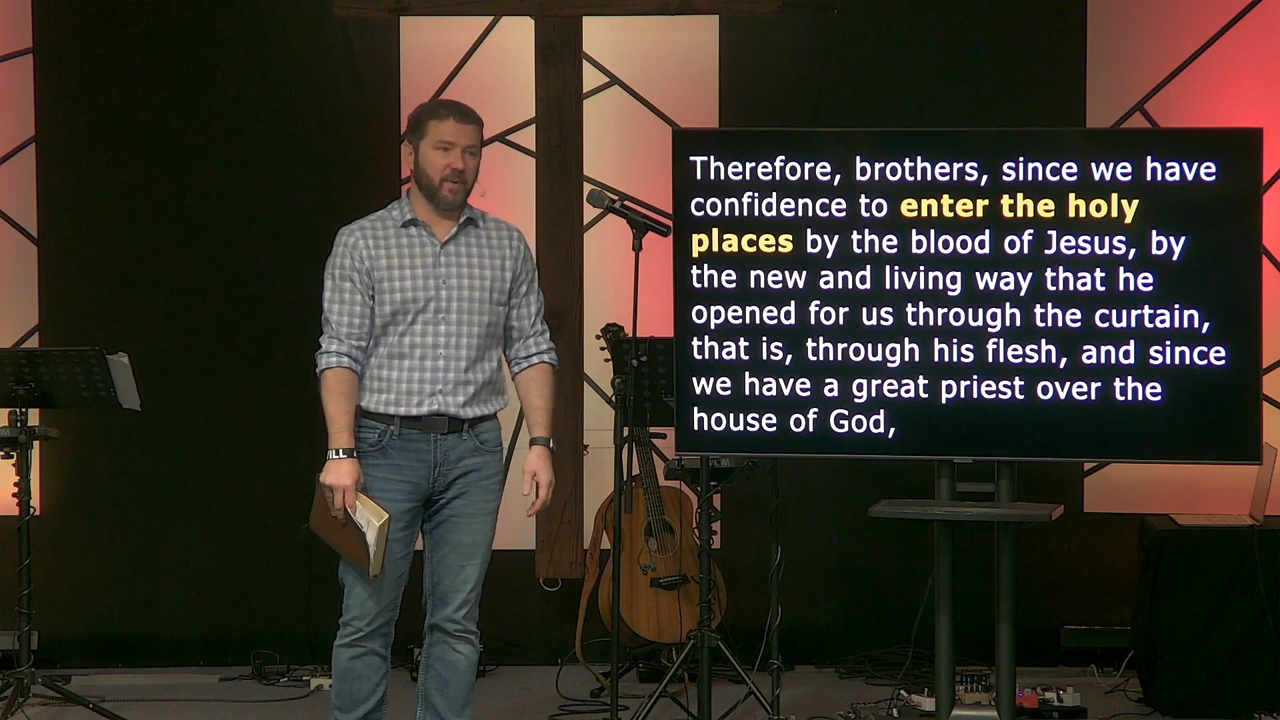 Therefore, brothers, since we have
confidence to enter the holy
places by the blood of Jesus, by
the new and living way that he
opened for us through the curtain,
that is, through his flesh, and since
we have a great priest over the
house of God,